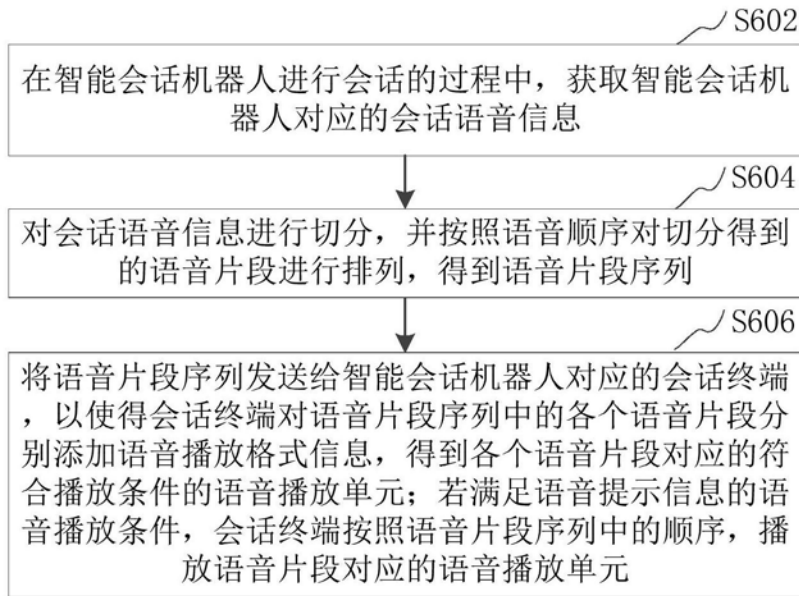 S602
在智能会话机器人进行会话的过程中，获取智能会话机
器人对应的会话语音信息
S604
对会话语音信息进行切分，并按照语音顺序对切分得到
的语音片段进行排列，得到语音片段序列
S606
将语音片段序列发送给智能会话机器人对应的会话终端
，以使得会话终端对语音片段序列中的各个语音片段分
别添加语音播放格式信息，得到各个语音片段对应的符
合播放条件的语音播放单元；若满足语音提示信息的语
音播放条件，会话终端按照语音片段序列中的顺序，播
放语音片段对应的语音播放单元